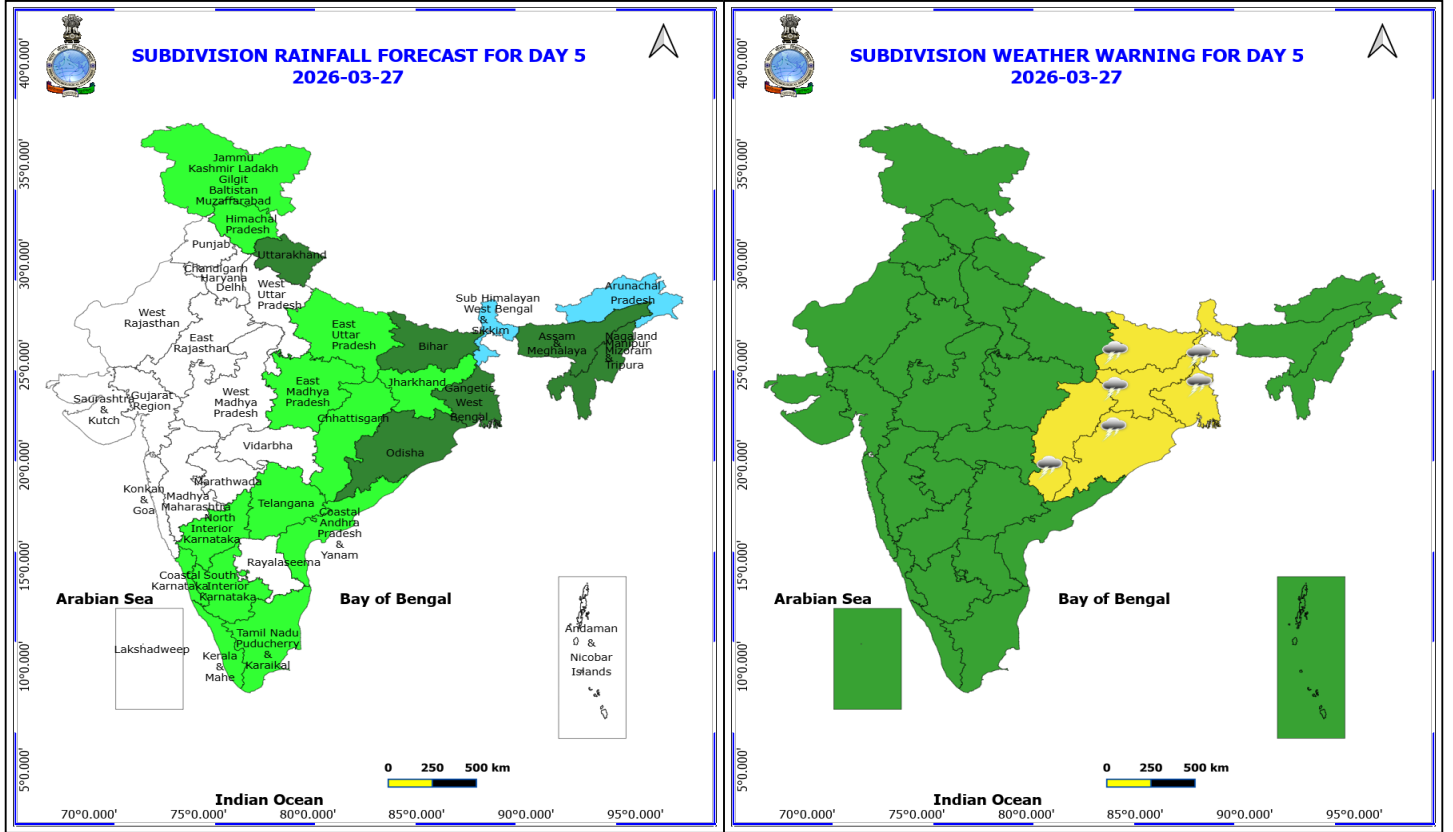 SUBDIVISION RAINFALL FORECAST FOR DAY 5
2026-03-27
40°0.000'
35°0.000'
30°0.000'
25°0.000'
20°0.000'
15°0.000'
10°0.000'
5°0.000'
Jammu
Kashmir Ladakh
Gilgit
Baltistan
Muzaffarabad
Himachal
Pradesh
Punjab
Uttarakhand
Chandigarh
Haryana
Delhi
West
Uttar
Pradesh
West
Rajasthan
East
Rajasthan
East
Uttar
Pradesh
Bihar
Sub Himalayan
West Bengal
&
Sikkim
Arunachal
Pradesh
Assam
&
Meghalaya
Nagaland
Manipur
Mizoram
&
Tripura
Saurashtra
&
Kutch
Gujarat
Region
West
Madhya
Pradesh
East
Madhya
Pradesh
Jharkhand
Gangetic
West
Bengal
Chhattisgarh
Odisha
Vidarbha
Konkan
&
Goa
Madhya
Maharashtra
Marathwada
Telangana
North
Interior
Karnataka
Coastal
Andhra
Pradesh
&
Yanam
Rayalaseema
Coastal
Karnataka
South
Interior
Karnataka
Arabian Sea
Bay of Bengal
Lakshadweep
Kerala
&
Mahe
Tamil Nadu
Puducherry
&
Karaikal
Andaman
&
Nicobar
Islands
0 250 500 km
Indian Ocean
70°0.000' 75°0.000' 80°0.000' 85°0.000' 90°0.000' 95°0.000'
SUBDIVISION WEATHER WARNING FOR DAY 5
2026-03-27
40°0.000'
35°0.000'
30°0.000'
25°0.000'
20°0.000'
15°0.000'
10°0.000'
5°0.000'
Arabian Sea
Bay of Bengal
0 250 500 km
Indian Ocean
70°0.000' 75°0.000' 80°0.000' 85°0.000' 90°0.000' 95°0.000'